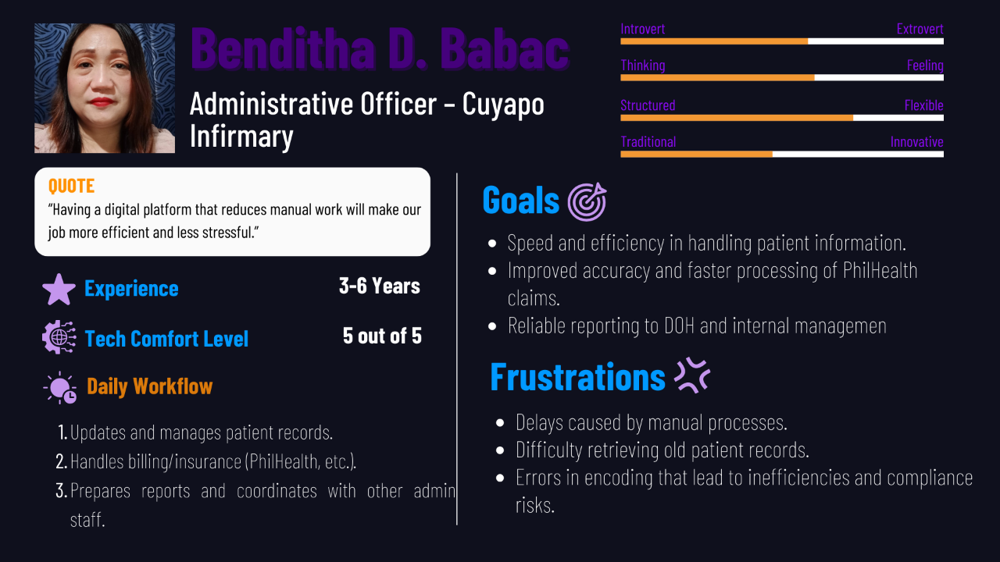 Benditha D. Babac
Administrative Officer – Cuyapo
Infirmary
Introvert Extrovert
Thinking Feeling
Structured Flexible
Traditional Innovative
QUOTE
“Having a digital platform that reduces manual work will make our
job more efficient and less stressful.”
Experience 3-6 Years
Tech Comfort Level 5 out of 5
Daily Workflow
1. Updates and manages patient records.
2. Handles billing/insurance (PhilHealth, etc.).
3. Prepares reports and coordinates with other admin
staff.
Goals
• Speed and efficiency in handling patient information.
• Improved accuracy and faster processing of PhilHealth
claims.
• Reliable reporting to DOH and internal managemen
Frustrations
• Delays caused by manual processes.
• Difficulty retrieving old patient records.
• Errors in encoding that lead to inefficiencies and compliance
risks.